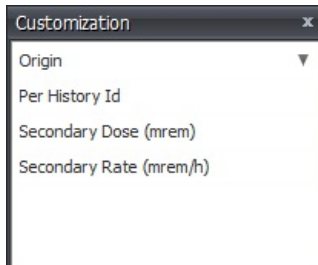 Customization x
Origin
Per History Id
Secondary Dose (mrem)
Secondary Rate (mrem/h)